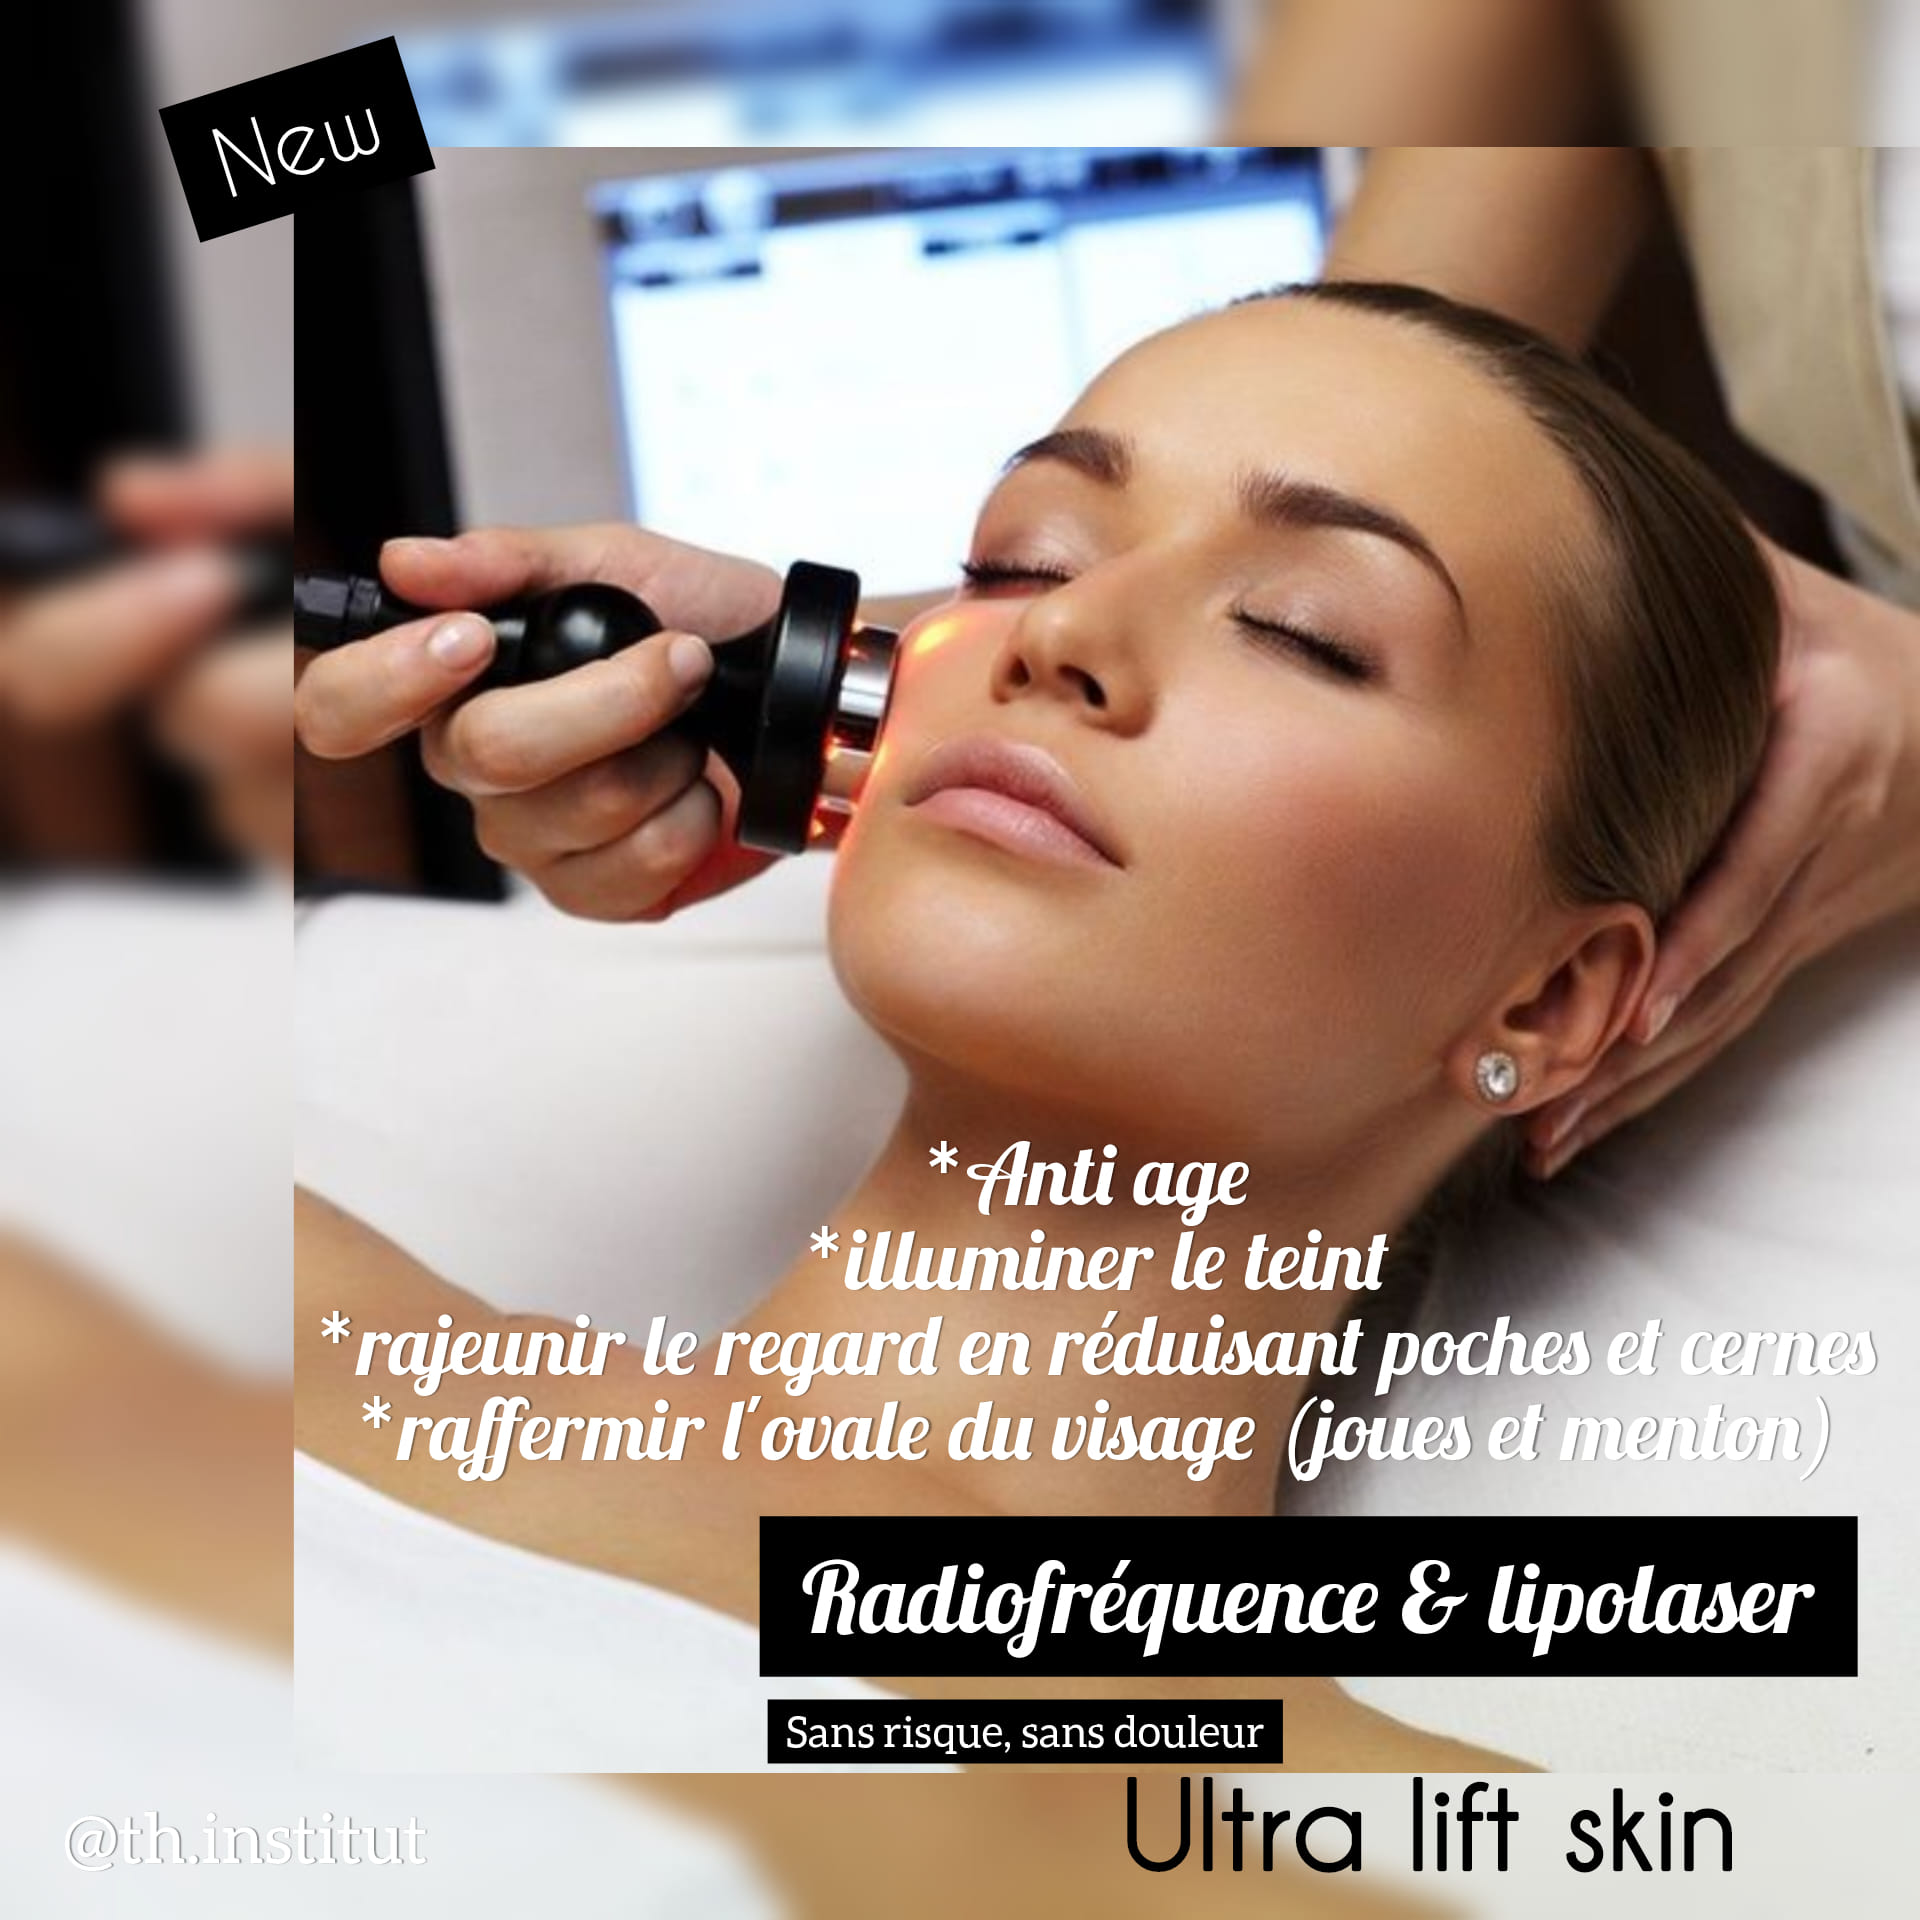 New
*Anti age
*illuminer le teint
*rajeunir le regard en réduisant poches et cernes
*raffermir l'ovale du visage (joues et menton)
Radiofréquence & lipolaser
Sans risque, sans douleur
Ultra lift skin
@th.institut